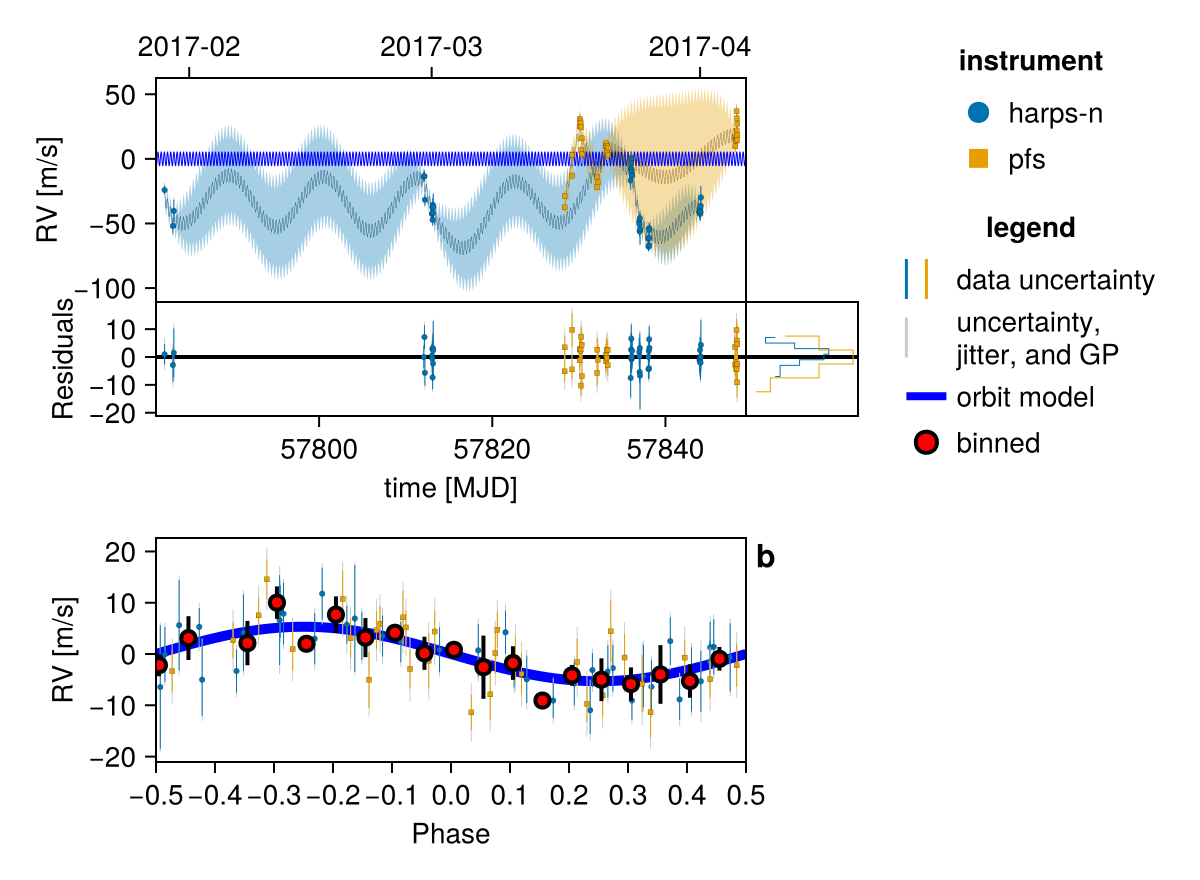 2017-02 2017-03 2017-04
instrument
harps-n
pfs
legend
data uncertainty
uncertainty,
jitter, and GP
orbit model
binned
RV [m/s]
50
0
−50
−100
Residuals
10
0
−10
−20
57800 57820 57840
time [MJD]
b
RV [m/s]
20
10
0
−10
−20
−0.5 −0.4 −0.3 −0.2 −0.1 0.0 0.1 0.2 0.3 0.4 0.5
Phase